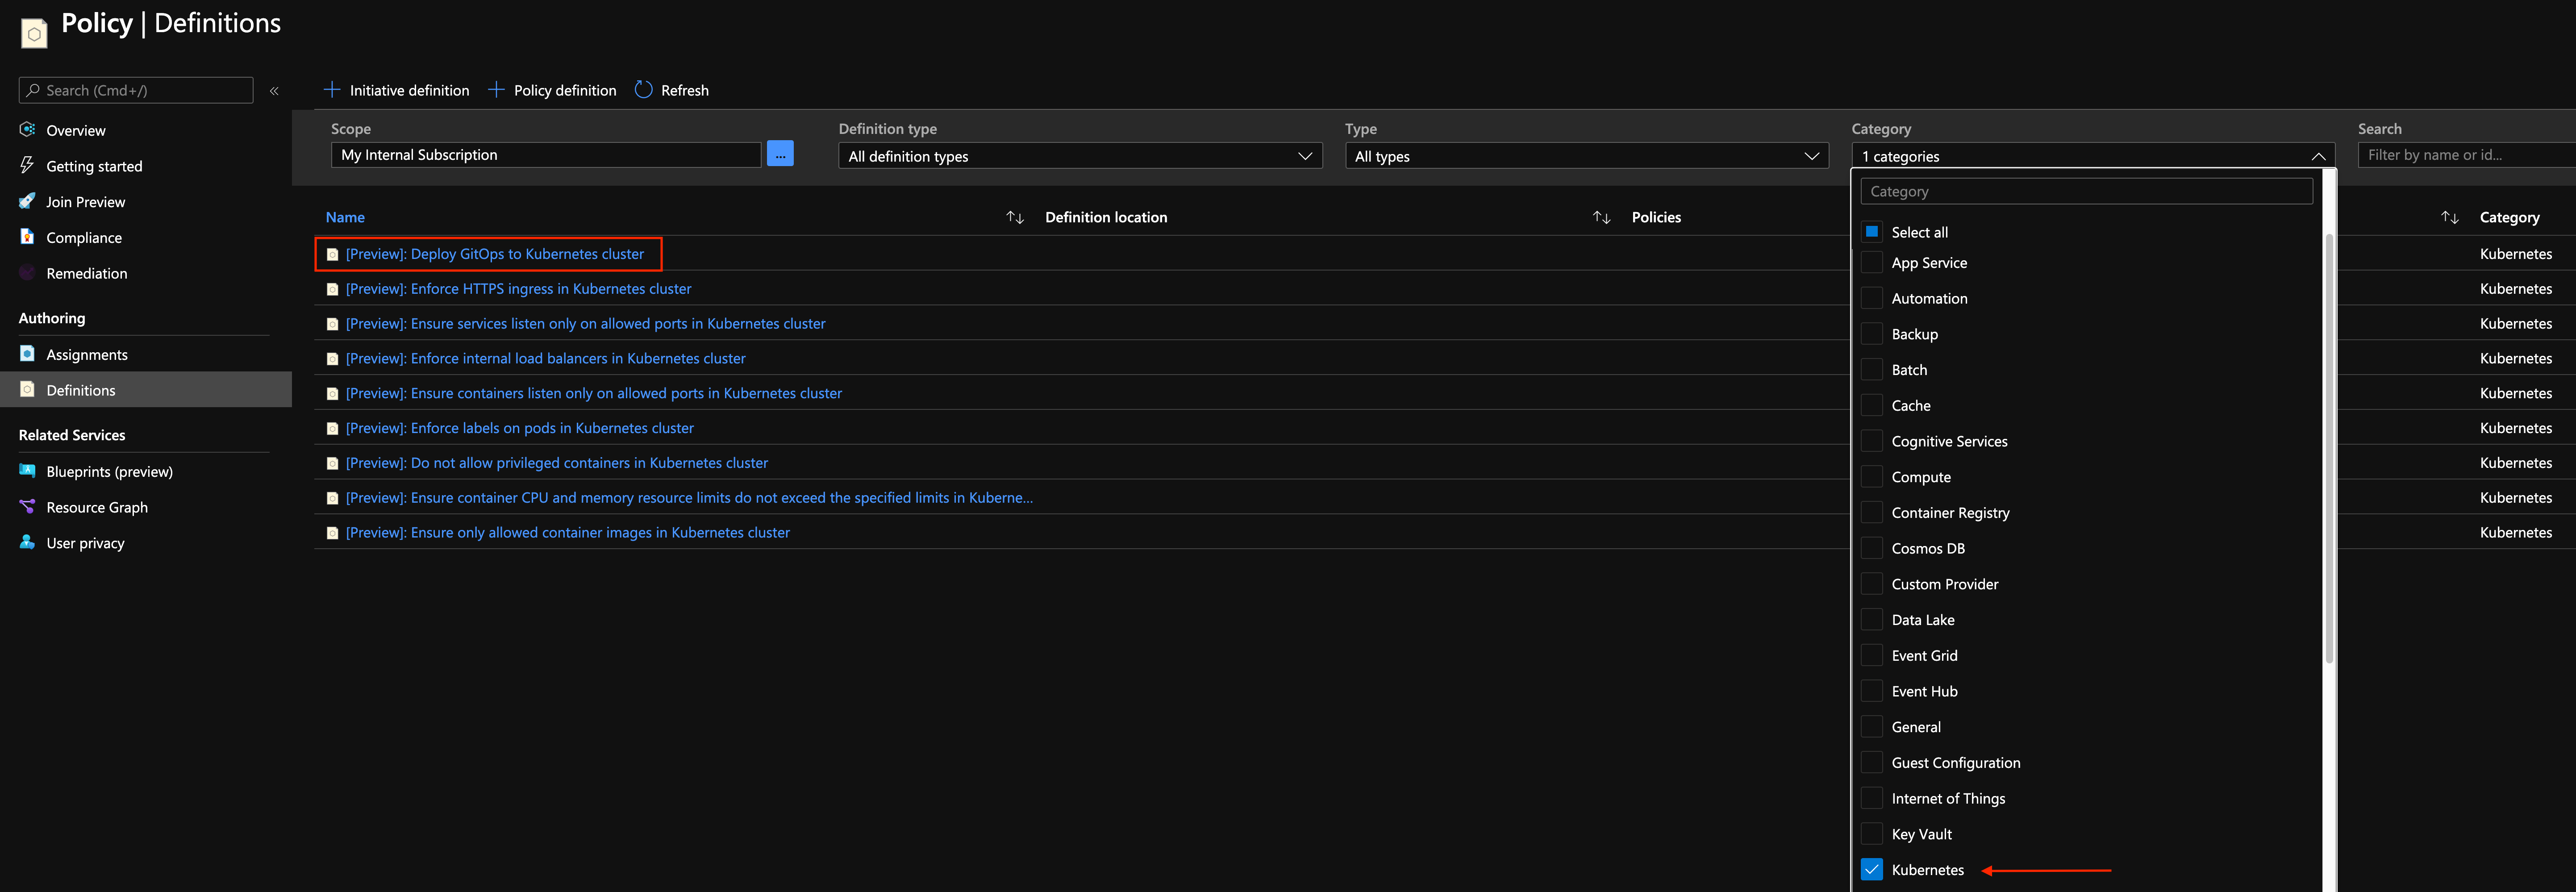 Policy | Definitions
Search (Cmd+/)
«
Overview
Getting started
Join Preview
Compliance
Remediation
Authoring
Assignments
Definitions
Related Services
Blueprints (preview)
Resource Graph
User privacy
Initiative definition
Policy definition
Refresh
Scope
My Internal Subscription
...
Definition type
All definition types
Type
All types
Category
1 categories
Search
Filter by name or id...
Name
Definition location
Policies
Category
[Preview]: Deploy GitOps to Kubernetes cluster
Kubernetes
[Preview]: Enforce HTTPS ingress in Kubernetes cluster
Kubernetes
[Preview]: Ensure services listen only on allowed ports in Kubernetes cluster
Kubernetes
[Preview]: Enforce internal load balancers in Kubernetes cluster
Kubernetes
[Preview]: Ensure containers listen only on allowed ports in Kubernetes cluster
Kubernetes
[Preview]: Enforce labels on pods in Kubernetes cluster
Kubernetes
[Preview]: Do not allow privileged containers in Kubernetes cluster
Kubernetes
[Preview]: Ensure container CPU and memory resource limits do not exceed the specified limits in Kuberne...
Kubernetes
[Preview]: Ensure only allowed container images in Kubernetes cluster
Kubernetes
Category
Select all
App Service
Automation
Backup
Batch
Cache
Cognitive Services
Compute
Container Registry
Cosmos DB
Custom Provider
Data Lake
Event Grid
Event Hub
General
Guest Configuration
Internet of Things
Key Vault
Kubernetes